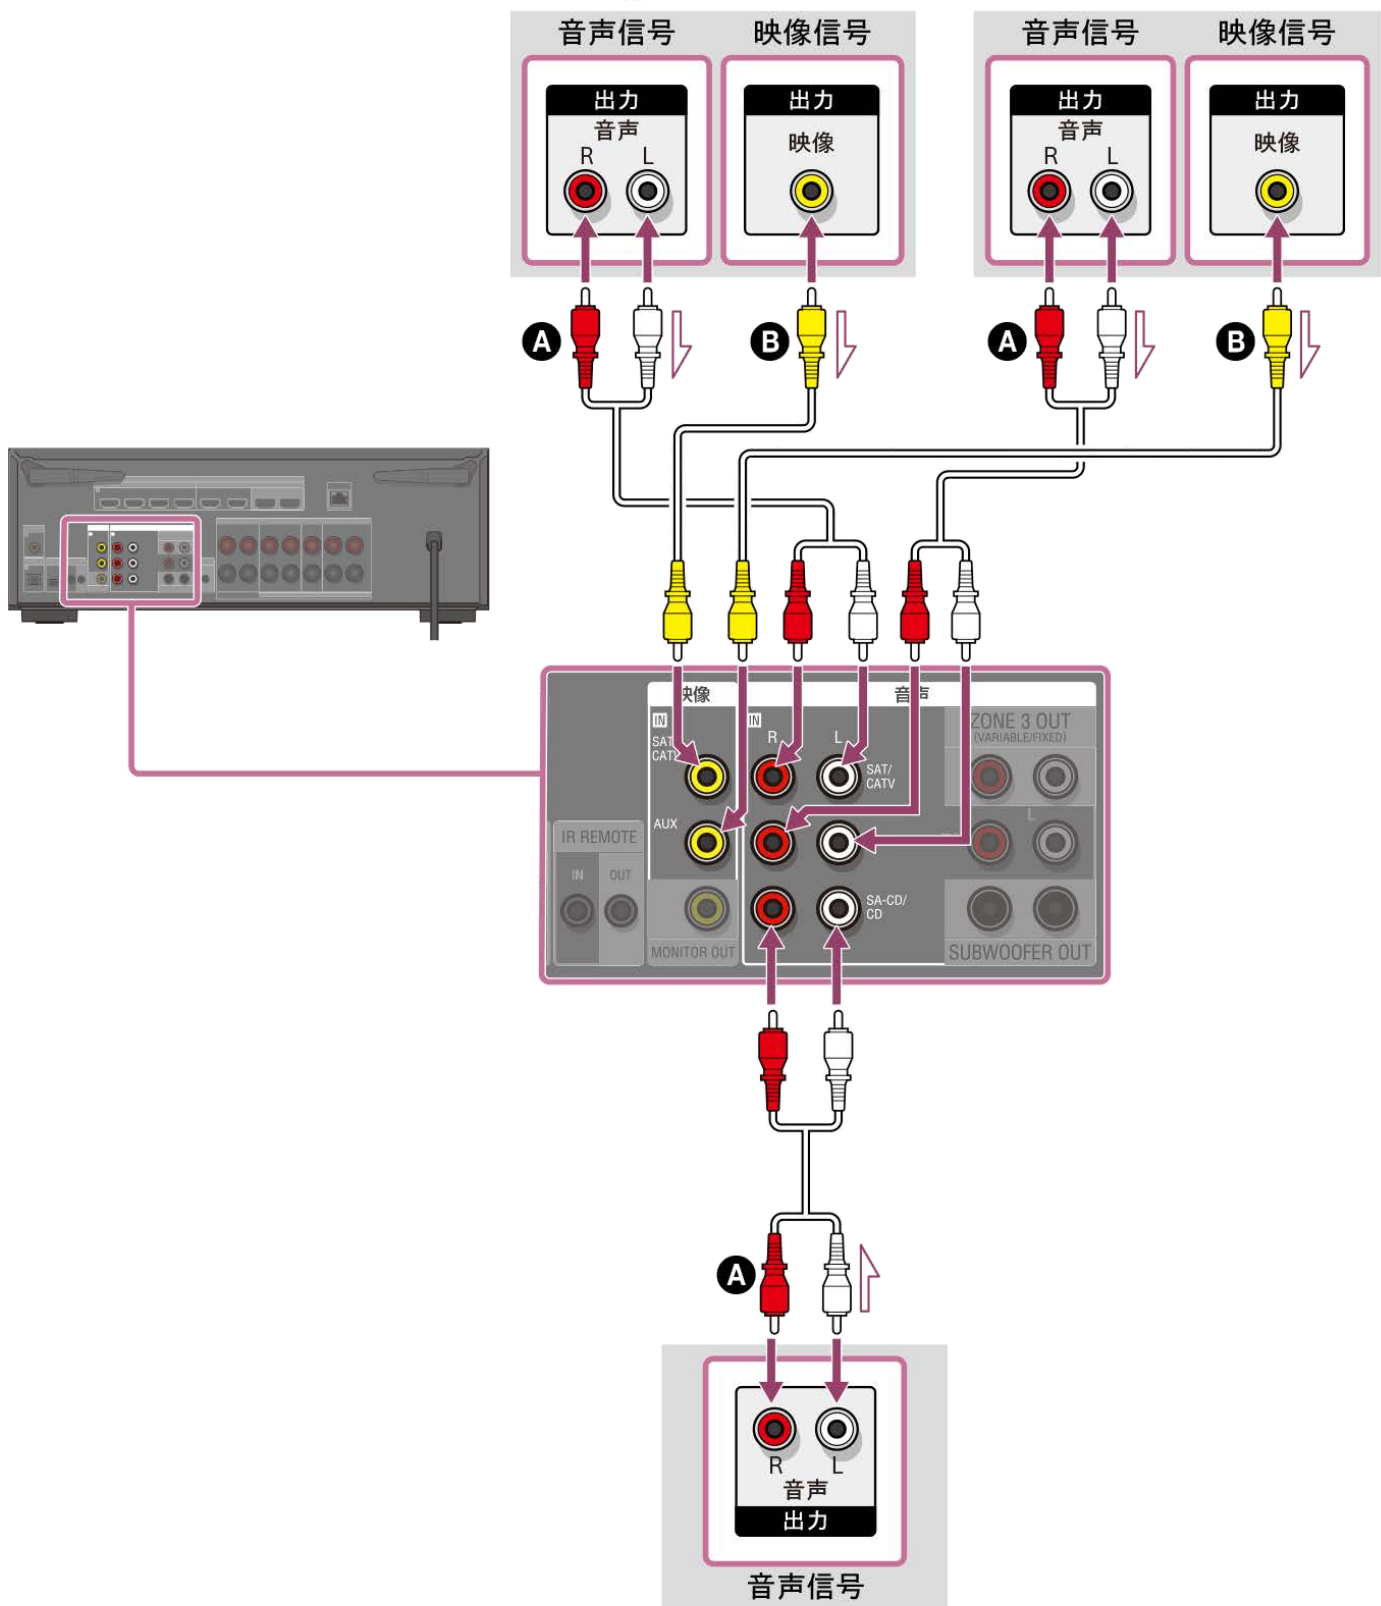 音声信号 映像信号 音声信号 映像信号
出力 出力 出力 出力
音声 映像 音声 映像
R L R L
A B A B
映像 音声
IN IN
R L
ZONE 3 OUT
(VARIABLE/FIXED)
SAT/
CATV
AUX
L
IR REMOTE
IN OUT
SA-CD/
CD
MONITOR OUT
SUBWOOFER OUT
A
R L
音声
出力
音声信号